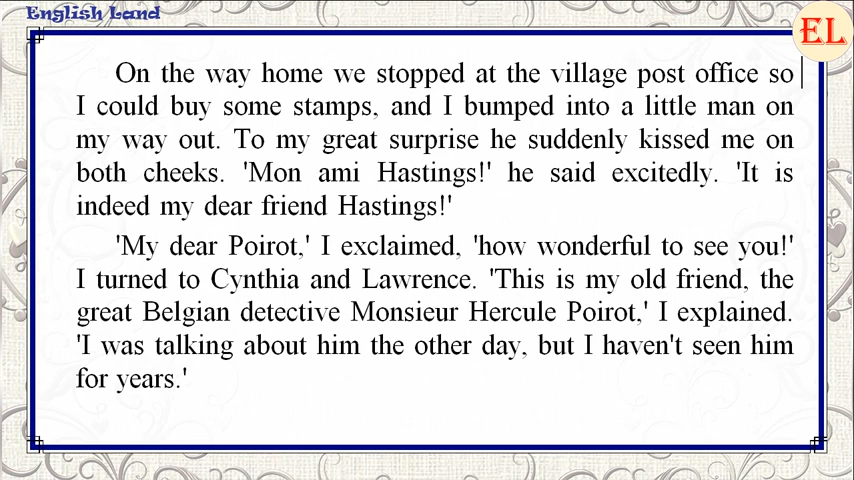 English Land
EL
On the way home we stopped at the village post office so
I could buy some stamps, and I bumped into a little man on
my way out. To my great surprise he suddenly kissed me on
both cheeks. 'Mon ami Hastings!' he said excitedly. 'It is
indeed my dear friend Hastings!'
'My dear Poirot,' I exclaimed, 'how wonderful to see you!'
I turned to Cynthia and Lawrence. 'This is my old friend, the
great Belgian detective Monsieur Hercule Poirot,' I explained.
'I was talking about him the other day, but I haven't seen him
for years.'